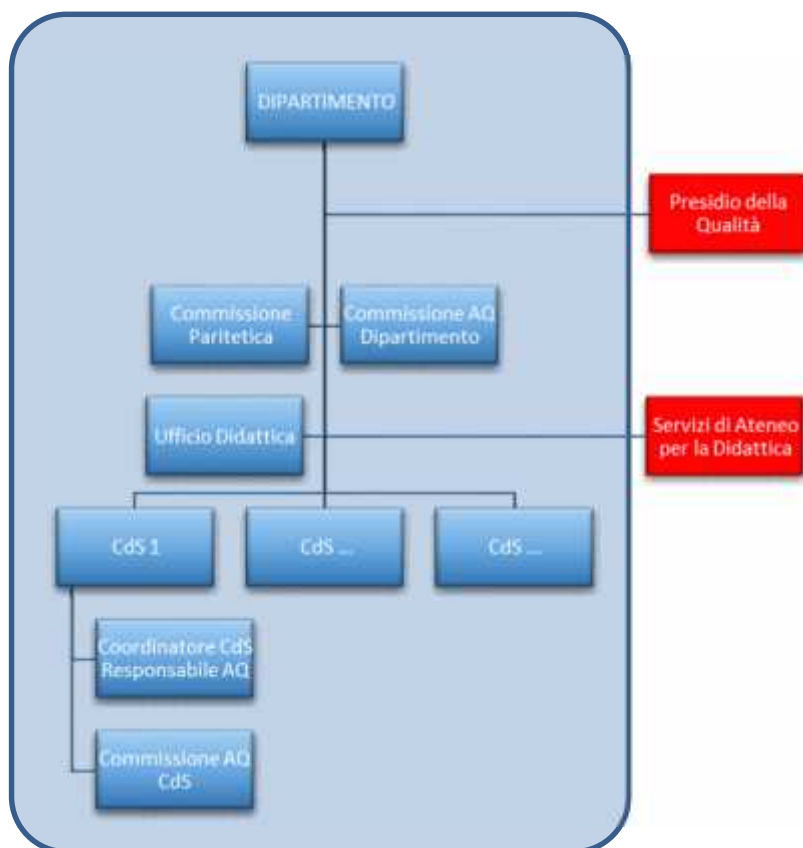 DIPARTIMENTO
Presidio della
Qualità
Commissione
Paritetica
Commissione AQ
Dipartimento
Ufficio Didattica
Servizi di Ateneo
per la Didattica
CdS 1
CdS ...
CdS ...
Coordinatore CdS
Responsabile AQ
Commissione AQ
CdS